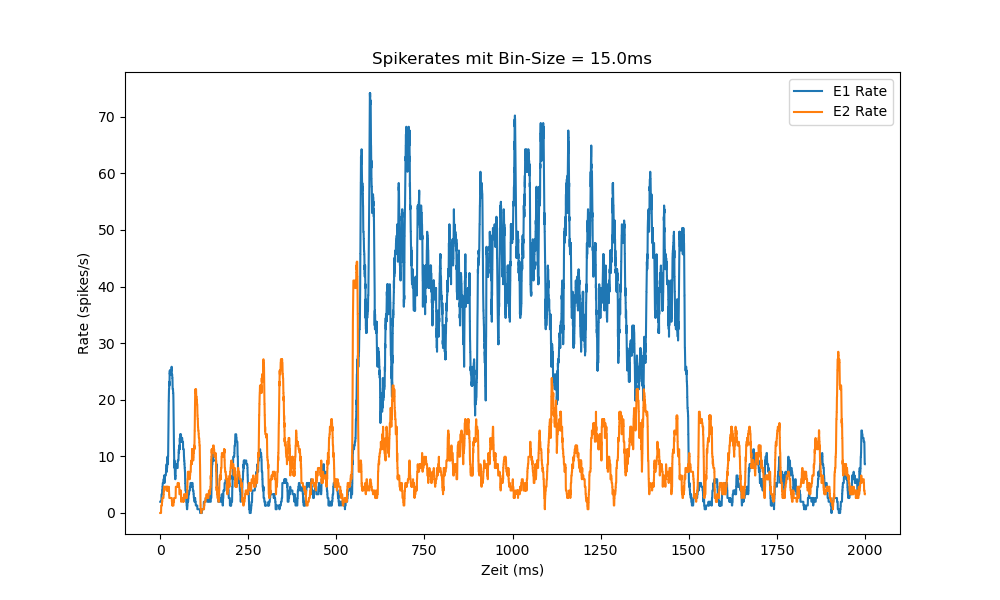 Spikerates mit Bin-Size = 15.0ms
E1 Rate
E2 Rate
Rate (spikes/s)
70
60
50
40
30
20
10
0
0 250 500 750 1000 1250 1500 1750 2000
Zeit (ms)